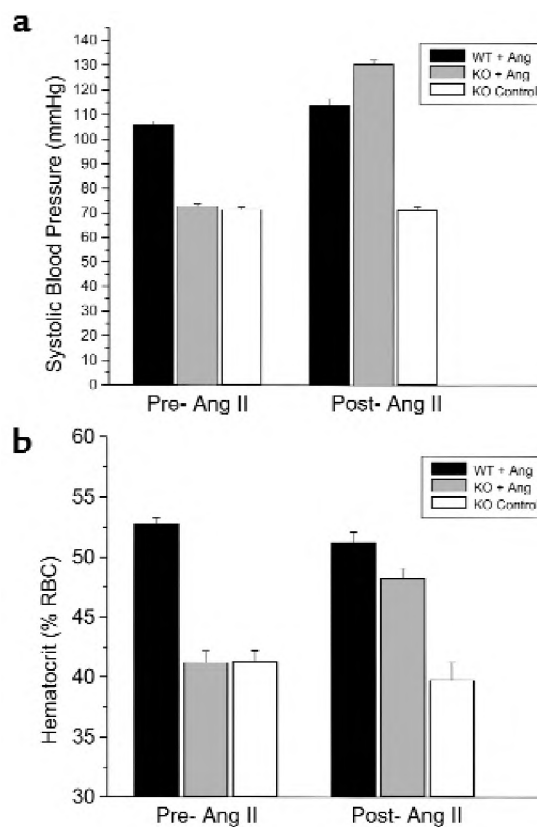 a
Systolic Blood Pressure (mmHg)
140
130
120
110
100
90
80
70
60
50
40
30
20
10
0
WT + Ang
KO + Ang
KO Control
Pre- Ang II
Post- Ang II
b
Hematocrit (% RBC)
60
55
50
45
40
35
30
WT + Ang
KO + Ang
KO Control
Pre- Ang II
Post- Ang II